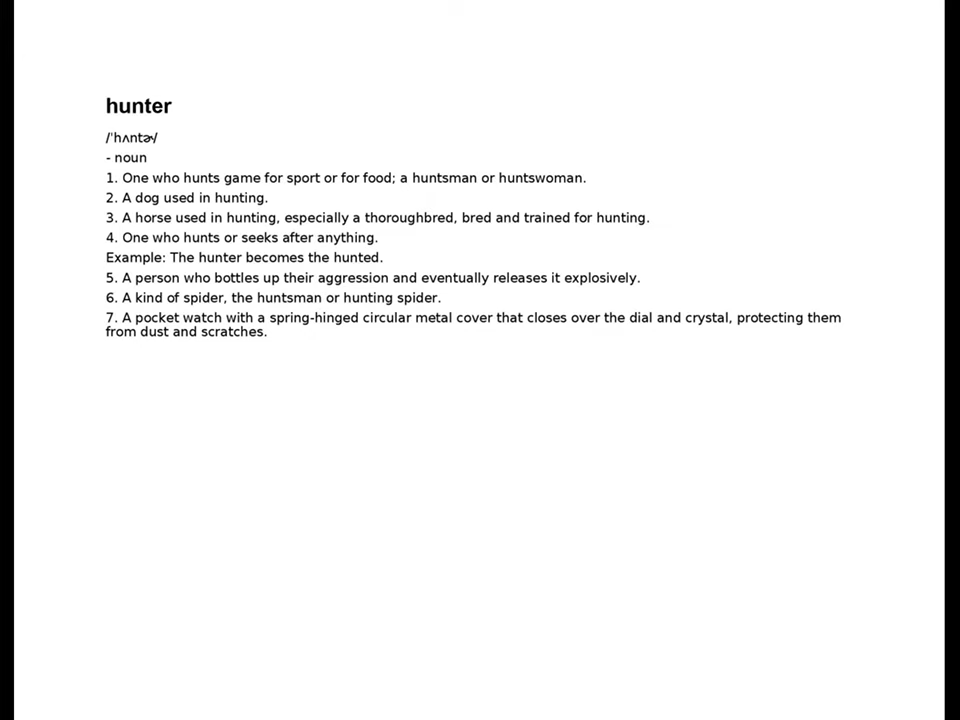 hunter
/ˈhʌntɚ/
- noun
1. One who hunts game for sport or for food; a huntsman or huntswoman.
2. A dog used in hunting.
3. A horse used in hunting, especially a thoroughbred, bred and trained for hunting.
4. One who hunts or seeks after anything.
Example: The hunter becomes the hunted.
5. A person who bottles up their aggression and eventually releases it explosively.
6. A kind of spider, the huntsman or hunting spider.
7. A pocket watch with a spring-hinged circular metal cover that closes over the dial and crystal, protecting them
from dust and scratches.